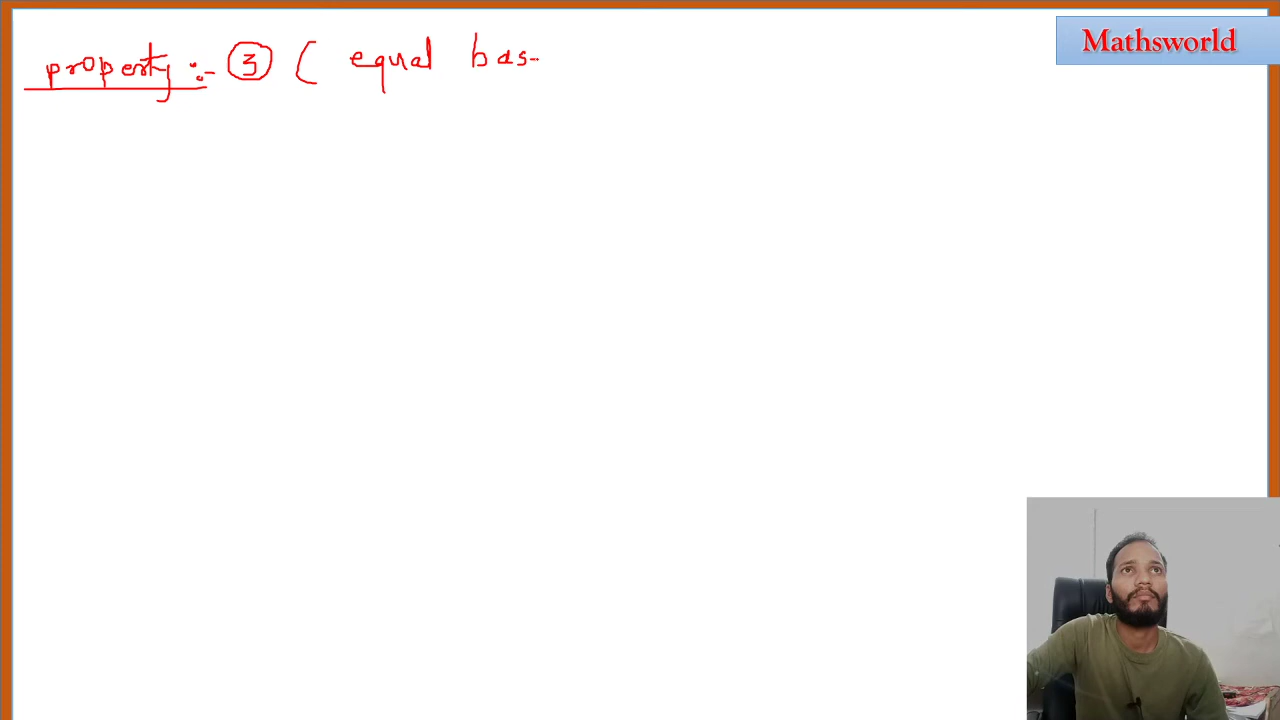 property :- ③ ( equal bas-
Mathsworld